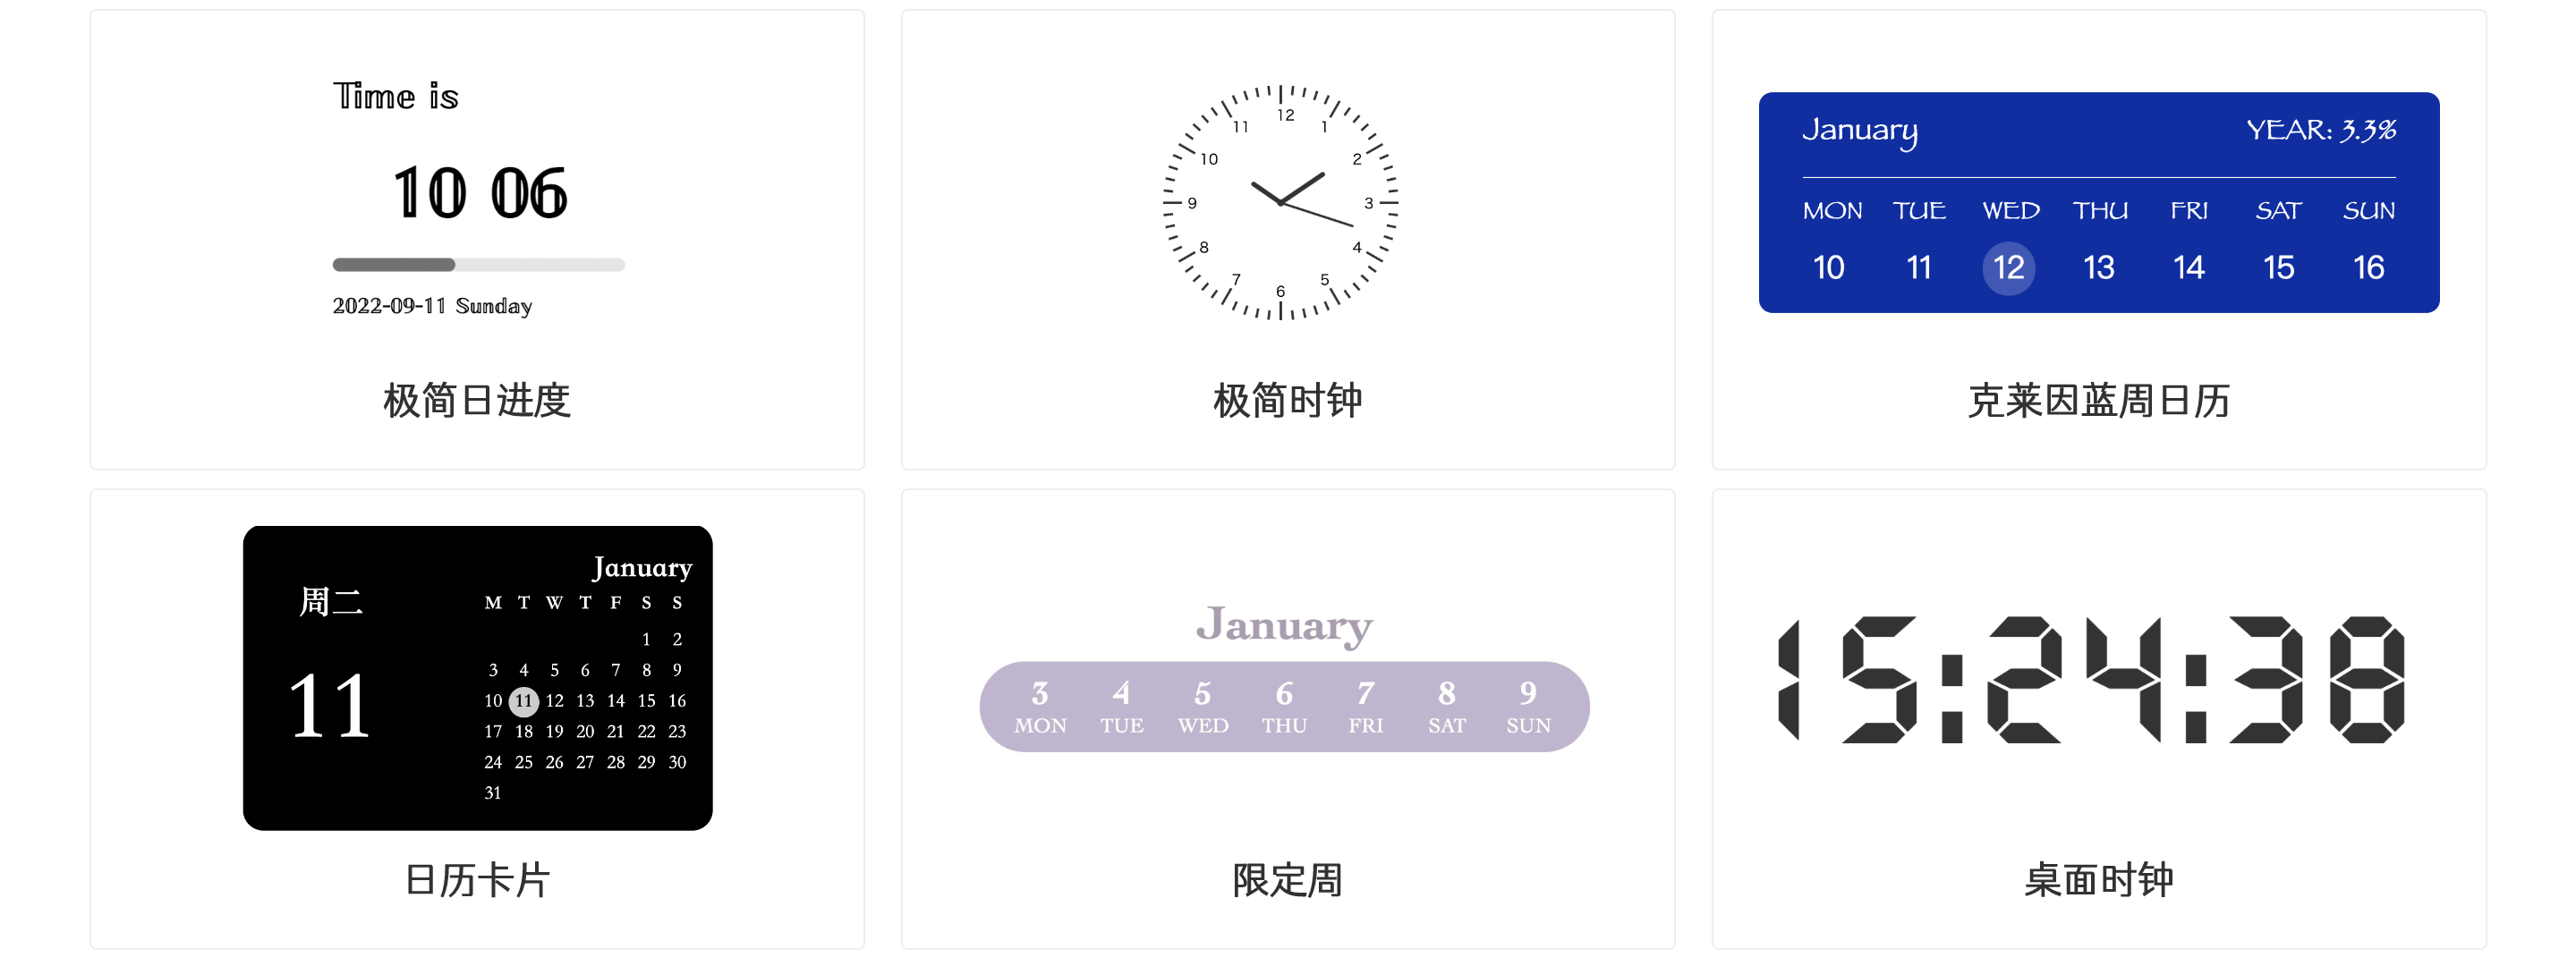 Time is
10 06
2022-09-11 Sunday
极简日进度
12
1
2
3
4
5
6
7
8
9
10
11
极简时钟
January YEAR: 3.3%
MON TUE WED THU FRI SAT SUN
10 11 12 13 14 15 16
克莱因蓝周日历
周二
11
January
M T W T F S S
1 2
3 4 5 6 7 8 9
10 11 12 13 14 15 16
17 18 19 20 21 22 23
24 25 26 27 28 29 30
31
日历卡片
January
3 4 5 6 7 8 9
MON TUE WED THU FRI SAT SUN
限定周
15:24:38
桌面时钟